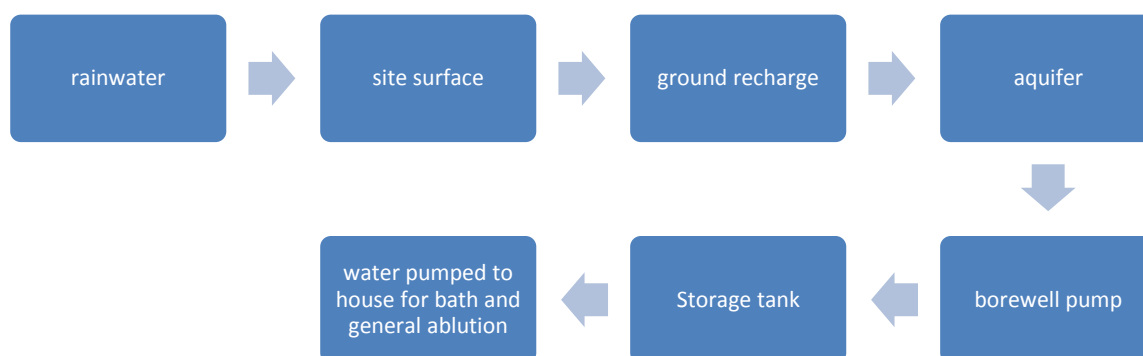 rainwater
site surface
ground recharge
aquifer
borewell pump
Storage tank
water pumped to
house for bath and
general ablution